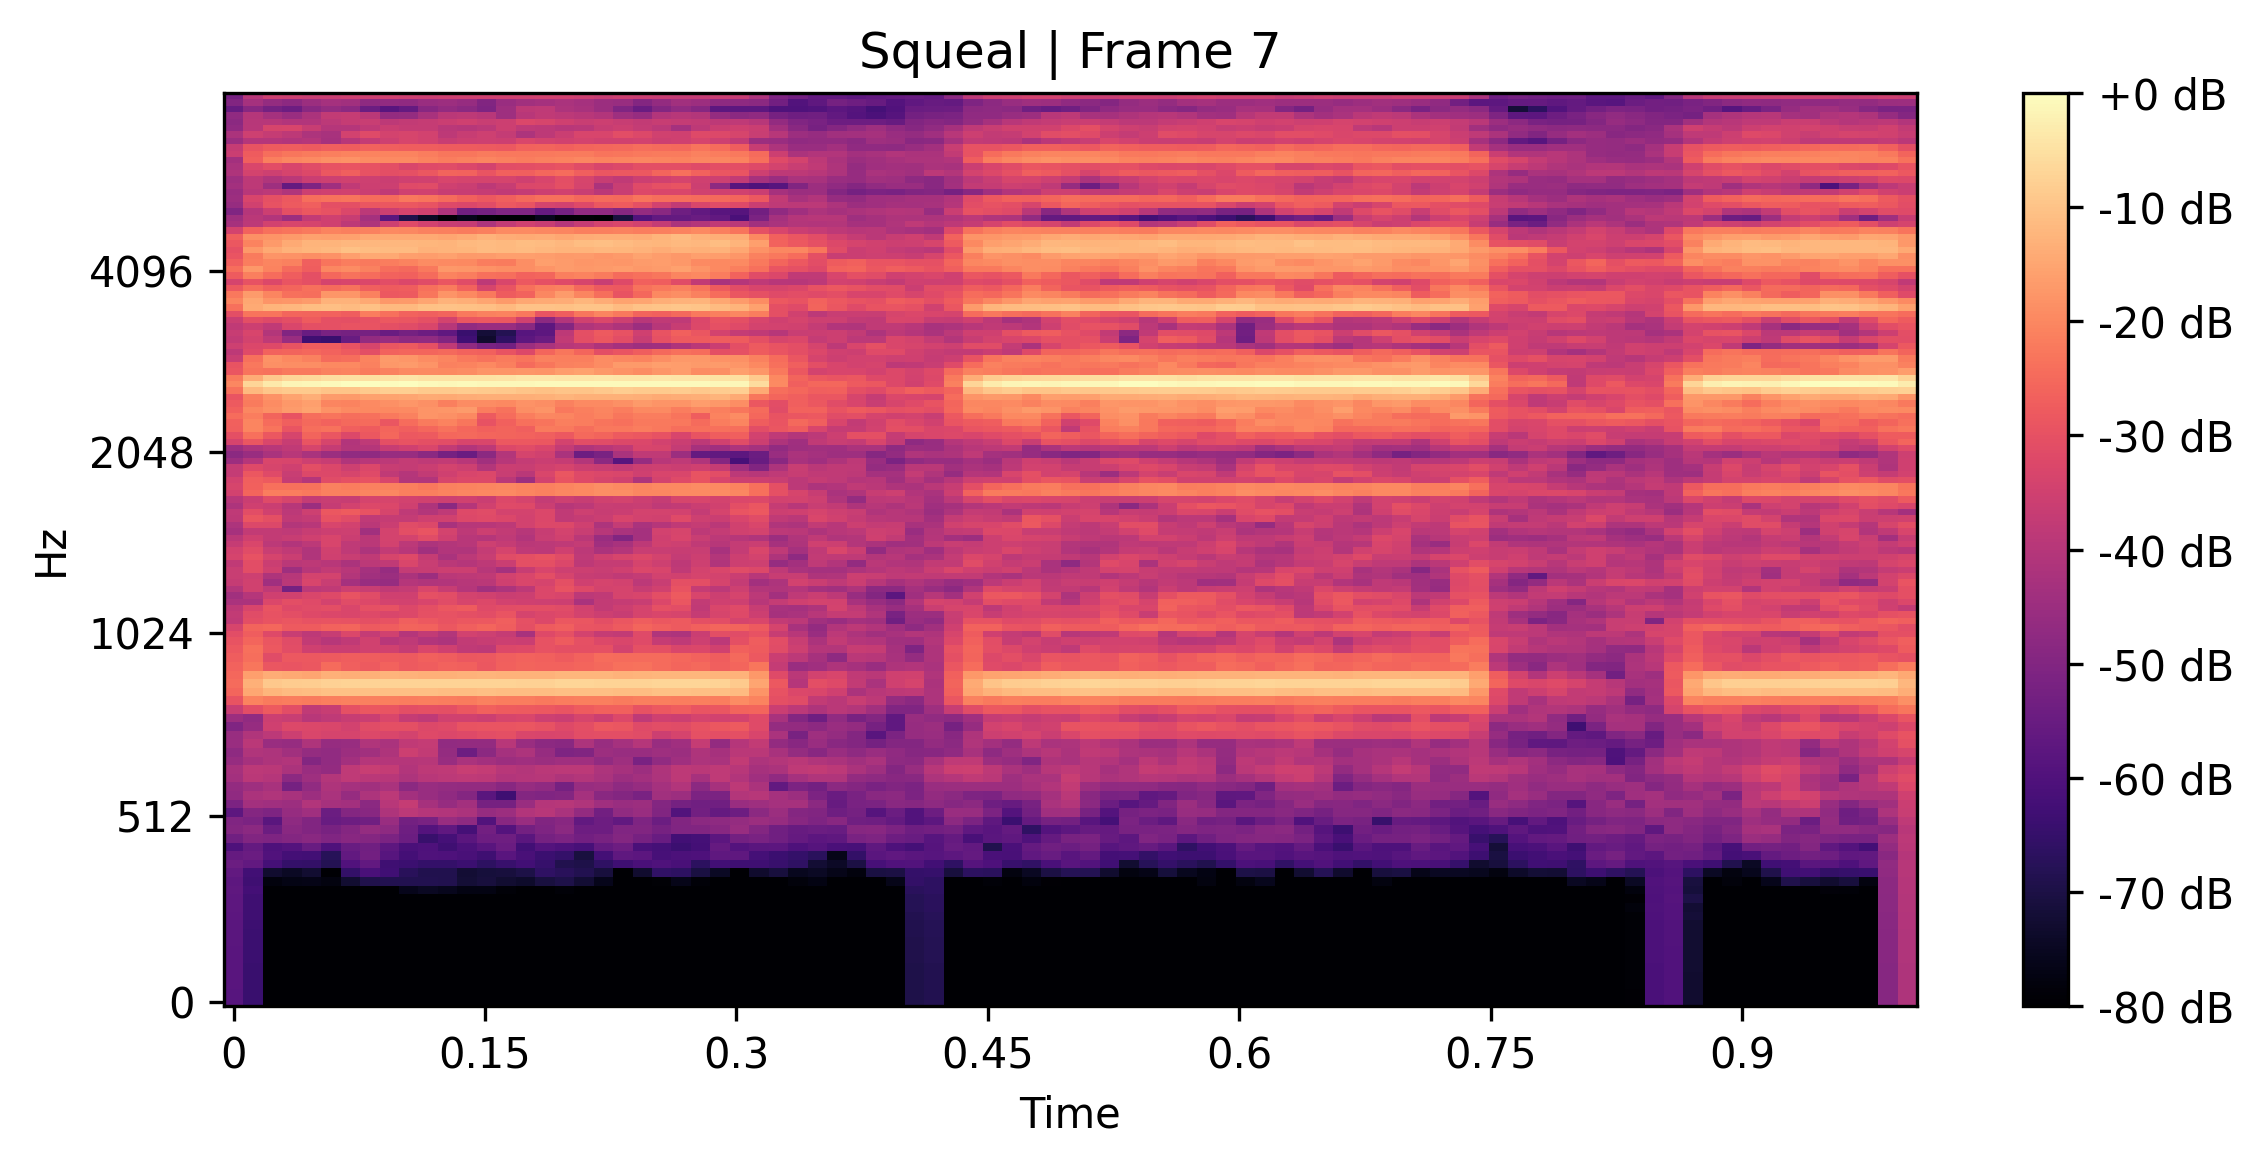 Squeal | Frame 7
+0 dB
-10 dB
-20 dB
-30 dB
-40 dB
-50 dB
-60 dB
-70 dB
-80 dB
4096
2048
1024
512
0
Hz
0 0.15 0.3 0.45 0.6 0.75 0.9
Time